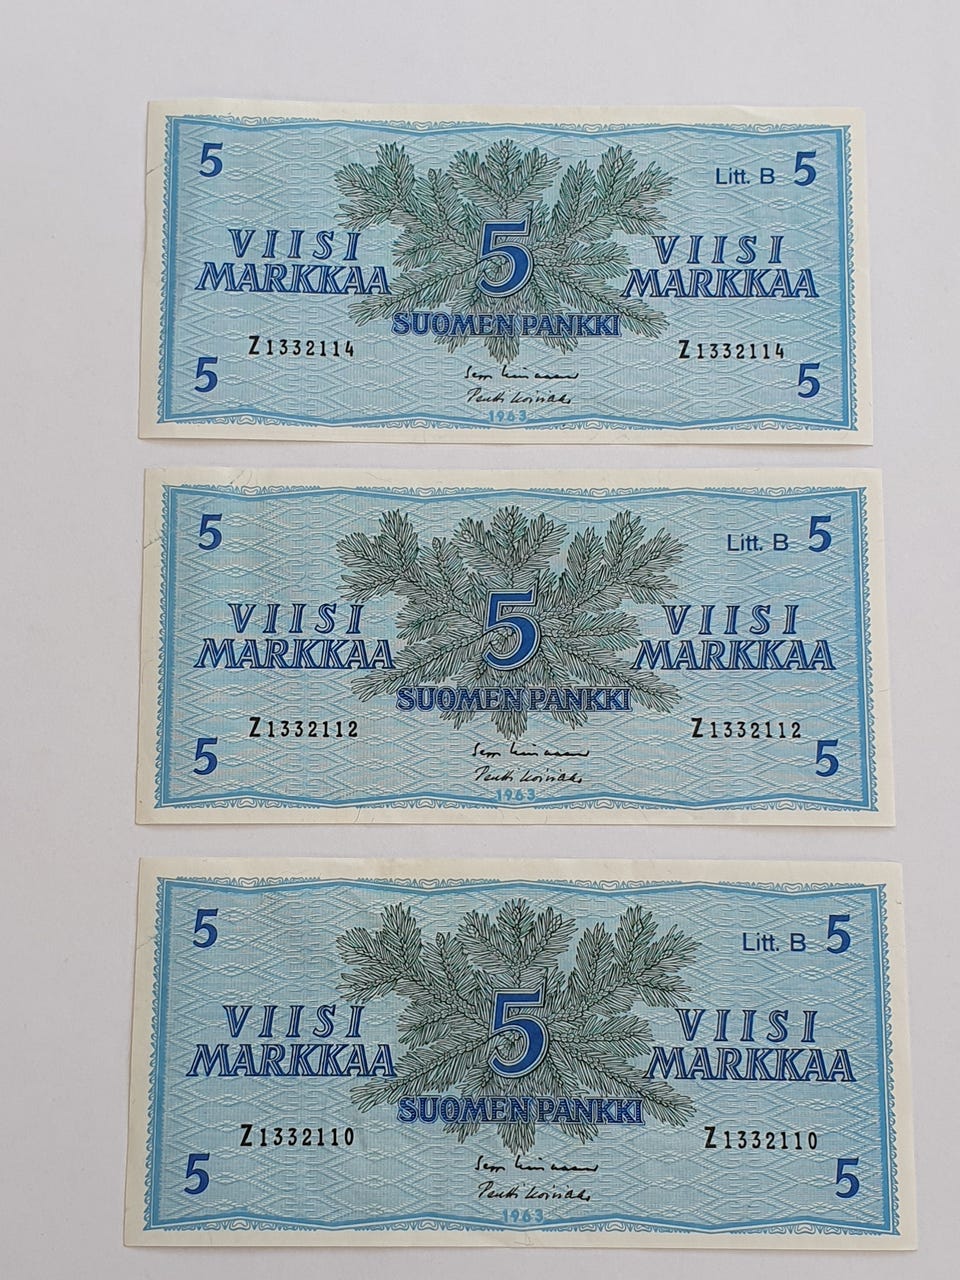 5 Litt. B 5
VIISI MARKKAA
5
VIISI MARKKAA
SUOMEN PANKKI
Z1332114 Z1332114
5 5
1963
5 Litt. B 5
VIISI MARKKAA
5
VIISI MARKKAA
SUOMEN PANKKI
Z1332112 Z1332112
5 5
1963
5 Litt. B 5
VIISI MARKKAA
5
VIISI MARKKAA
SUOMEN PANKKI
Z1332110 Z1332110
5 5
1963